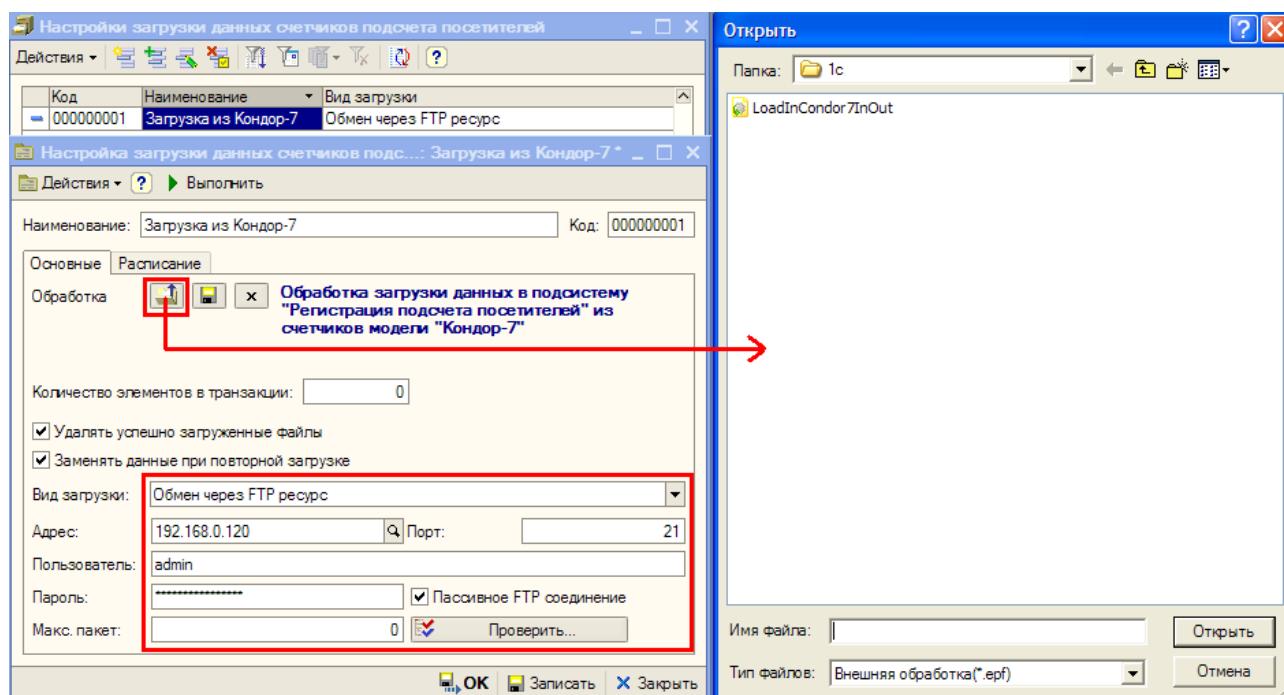 Настройки загрузки данных счетчиков подсчета посетителей
Действия
Код Наименование Вид загрузки
000000001 Загрузка из Кондор-7 Обмен через FTP ресурс
Настройка загрузки данных счетчиков подс...: Загрузка из Кондор-7 *
Действия ? Выполнить
Наименование: Загрузка из Кондор-7 Код: 000000001
Основные Расписание
Обработка
Обработка загрузки данных в подсистему
"Регистрация подсчета посетителей" из
счетчиков модели "Кондор-7"
Количество элементов в транзакции: 0
Удалять успешно загруженные файлы
Заменять данные при повторной загрузке
Вид загрузки: Обмен через FTP ресурс
Адрес: 192.168.0.120 Порт: 21
Пользователь: admin
Пароль: **************** Пассивное FTP соединение
Макс. пакет: 0 Проверить...
OK Записать Закрыть
Открыть
Папка: 1c
LoadInCondor7InOut
Имя файла: Открыть
Тип файлов: Внешняя обработка(*.epf) Отмена